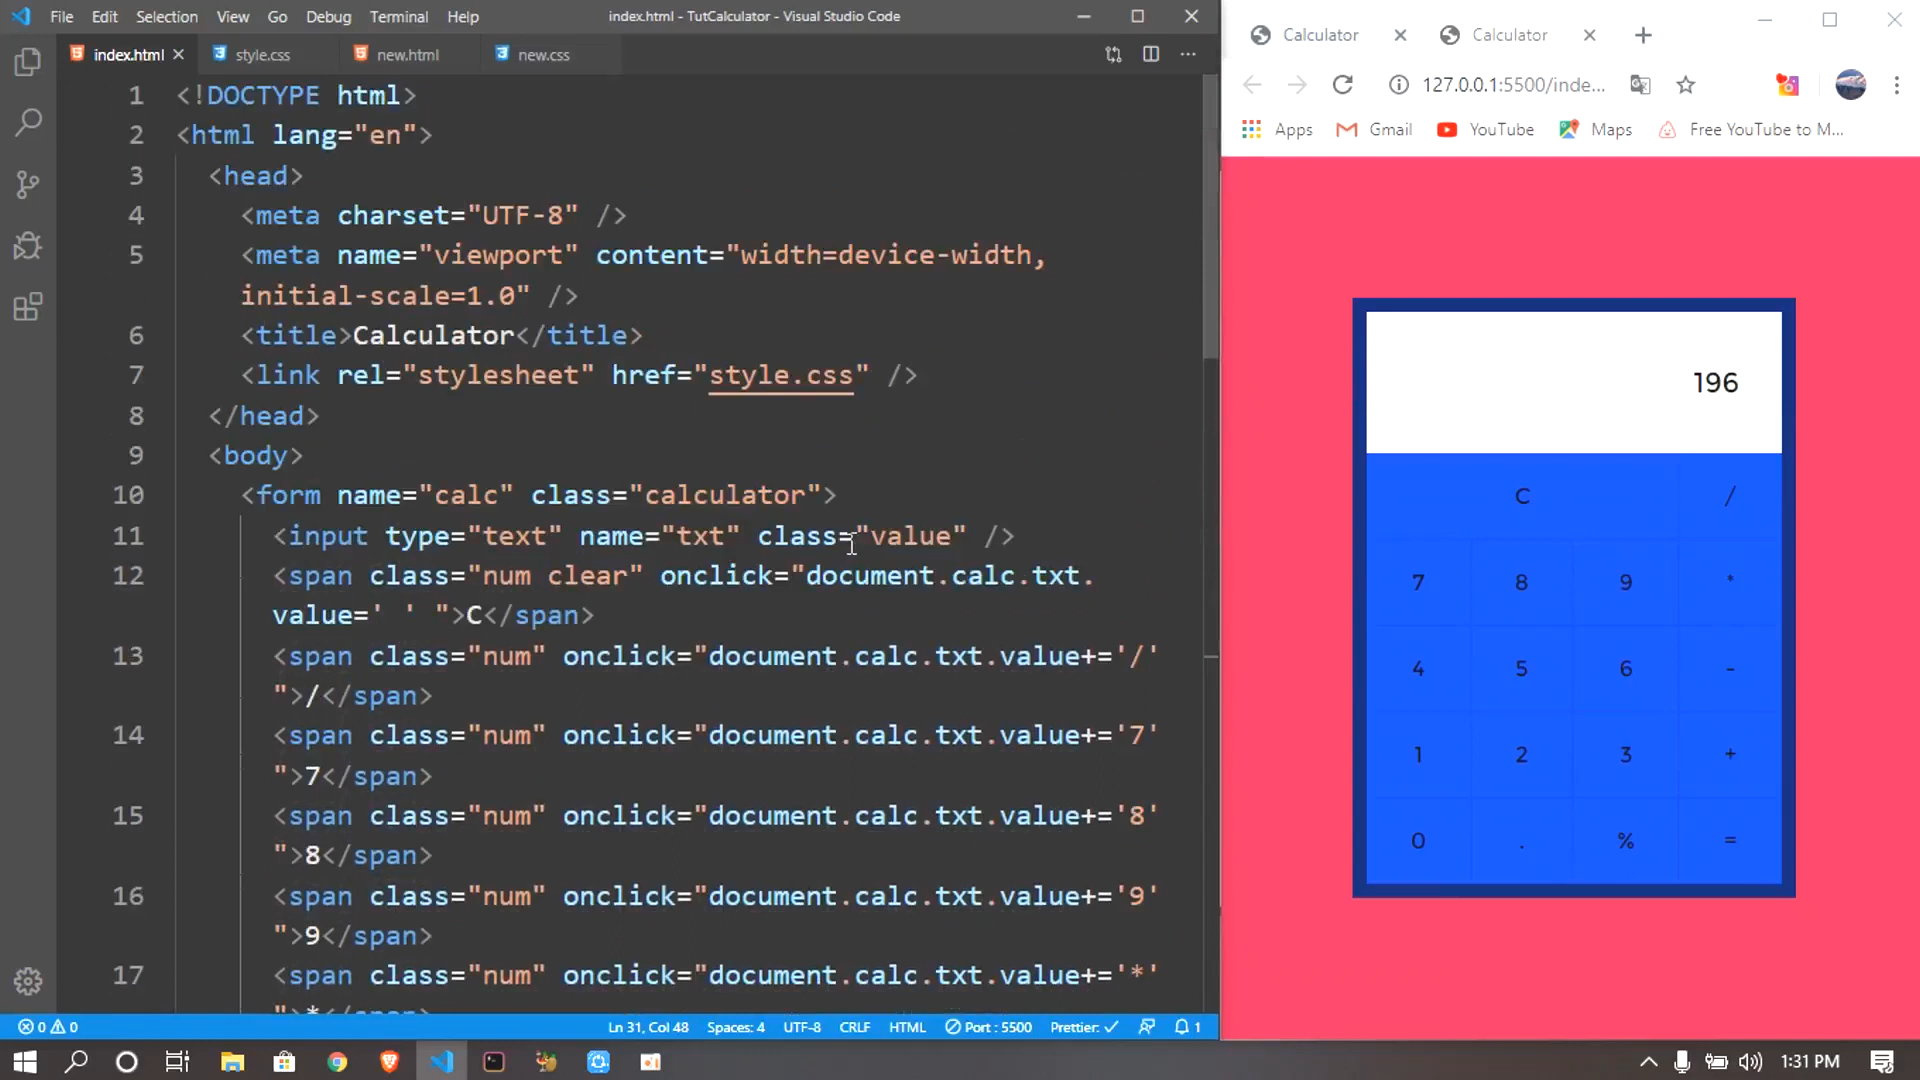 File Edit Selection View Go Debug Terminal Help
index.html - TutCalculator - Visual Studio Code
index.html style.css new.html new.css
1 <!DOCTYPE html>
2 <html lang="en">
3 <head>
4 <meta charset="UTF-8" />
5 <meta name="viewport" content="width=device-width,
initial-scale=1.0" />
6 <title>Calculator</title>
7 <link rel="stylesheet" href="style.css" />
8 </head>
9 <body>
10 <form name="calc" class="calculator">
11 <input type="text" name="txt" class="value" />
12 <span class="num clear" onclick="document.calc.txt.
value=' ' ">C</span>
13 <span class="num" onclick="document.calc.txt.value+='/'
">/</span>
14 <span class="num" onclick="document.calc.txt.value+='7'
">7</span>
15 <span class="num" onclick="document.calc.txt.value+='8'
">8</span>
16 <span class="num" onclick="document.calc.txt.value+='9'
">9</span>
17 <span class="num" onclick="document.calc.txt.value+='*'
">*</span>
0 0 Ln 31, Col 48 Spaces: 4 UTF-8 CRLF HTML Port : 5500 Prettier: 1
Calculator Calculator
127.0.0.1:5500/inde...
Apps Gmail YouTube Maps Free YouTube to M...
196
C /
7 8 9 *
4 5 6 -
1 2 3 +
0 . % =
1:31 PM